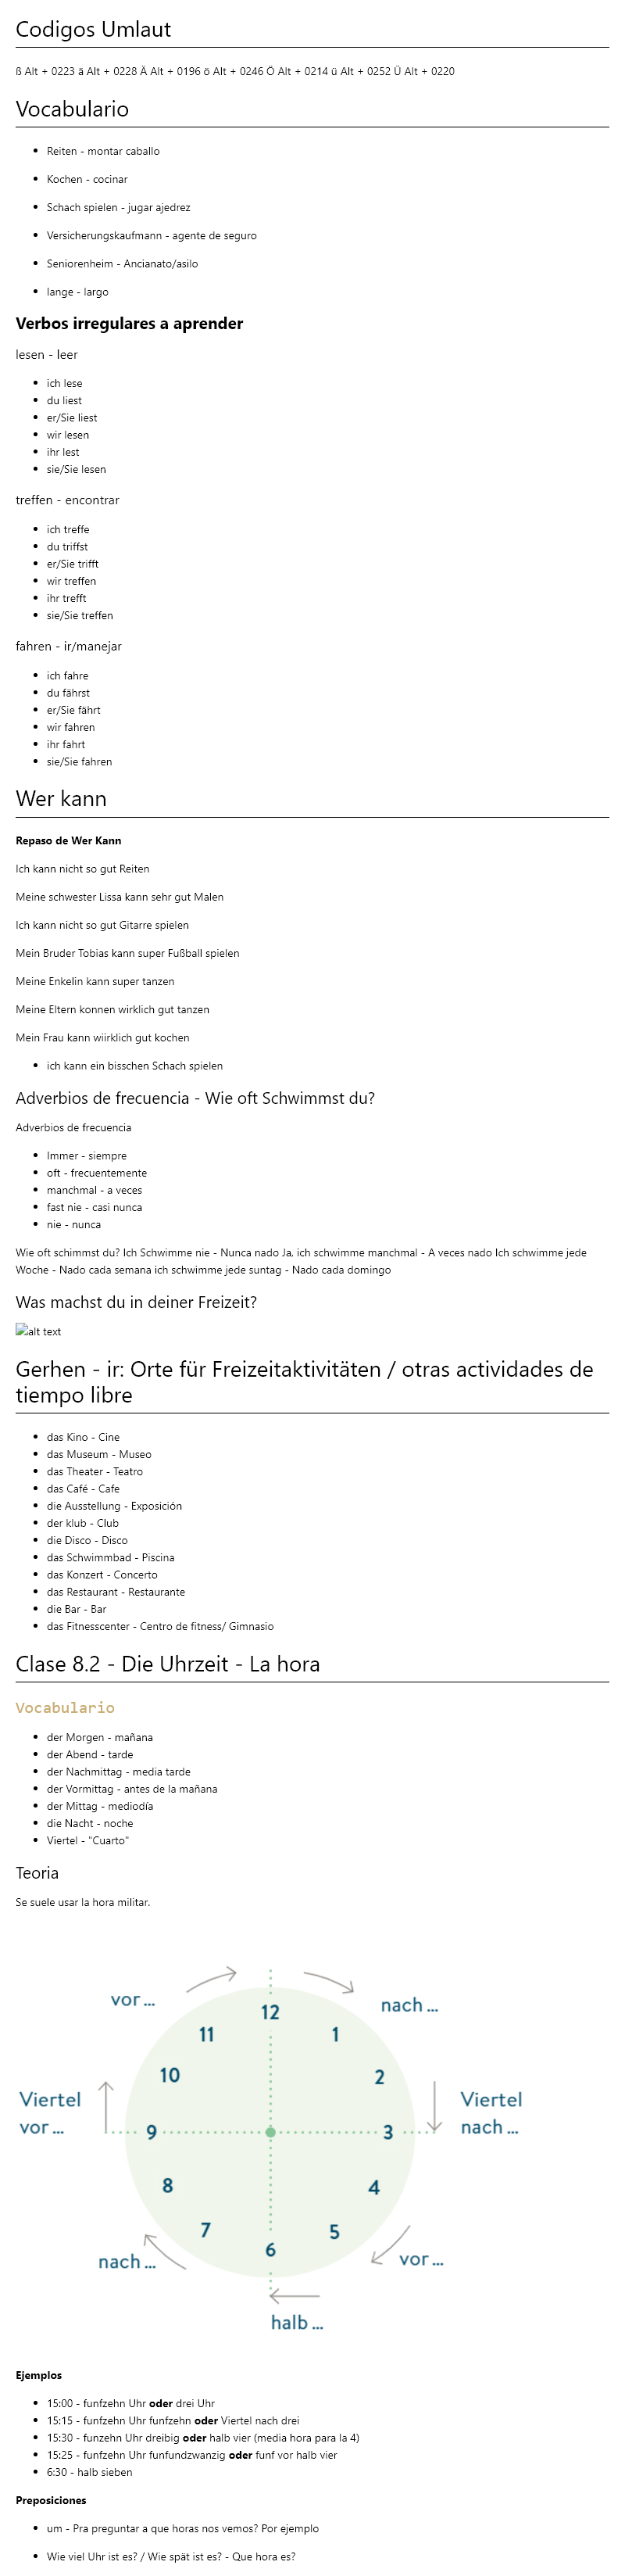 Codigos Umlaut
ß Alt + 0223 ä Alt + 0228 Ä Alt + 0196 ö Alt + 0246 Ö Alt + 0214 ü Alt + 0252 Ü Alt + 0220
Vocabulario
Reiten - montar caballo
Kochen - cocinar
Schach spielen - jugar ajedrez
Versicherungskaufmann - agente de seguro
Seniorenheim - Ancianato/asilo
lange - largo
Verbos irregulares a aprender
lesen - leer
ich lese
du liest
er/Sie liest
wir lesen
ihr lest
sie/Sie lesen
treffen - encontrar
ich treffe
du triffst
er/Sie trifft
wir treffen
ihr trefft
sie/Sie treffen
fahren - ir/manejar
ich fahre
du fährst
er/Sie fährt
wir fahren
ihr fahrt
sie/Sie fahren
Wer kann
Repaso de Wer Kann
Ich kann nicht so gut Reiten
Meine schwester Lissa kann sehr gut Malen
Ich kann nicht so gut Gitarre spielen
Mein Bruder Tobias kann super Fußball spielen
Meine Enkelin kann super tanzen
Meine Eltern konnen wirklich gut tanzen
Mein Frau kann wiirklich gut kochen
ich kann ein bisschen Schach spielen
Adverbios de frecuencia - Wie oft Schwimmst du?
Adverbios de frecuencia
Immer - siempre
oft - frecuentemente
manchmal - a veces
fast nie - casi nunca
nie - nunca
Wie oft schimmst du? Ich Schwimme nie - Nunca nado Ja, ich schwimme manchmal - A veces nado Ich schwimme jede
Woche - Nado cada semana ich schwimme jede suntag - Nado cada domingo
Was machst du in deiner Freizeit?
alt text
Gerhen - ir: Orte für Freizeitaktivitäten / otras actividades de
tiempo libre
das Kino - Cine
das Museum - Museo
das Theater - Teatro
das Café - Cafe
die Ausstellung - Exposición
der klub - Club
die Disco - Disco
das Schwimmbad - Piscina
das Konzert - Concerto
das Restaurant - Restaurante
die Bar - Bar
das Fitnesscenter - Centro de fitness/ Gimnasio
Clase 8.2 - Die Uhrzeit - La hora
Vocabulario
der Morgen - mañana
der Abend - tarde
der Nachmittag - media tarde
der Vormittag - antes de la mañana
der Mittag - mediodía
die Nacht - noche
Viertel - "Cuarto"
Teoria
Se suele usar la hora militar.
vor ...
nach ...
12
11
1
10
2
Viertel
vor ...
Viertel
nach ...
9
3
8
4
7
5
6
nach ...
vor ...
halb ...
Ejemplos
15:00 - funfzehn Uhr oder drei Uhr
15:15 - funfzehn Uhr funfzehn oder Viertel nach drei
15:30 - funzehn Uhr dreibig oder halb vier (media hora para la 4)
15:25 - funfzehn Uhr funfundzwanzig oder funf vor halb vier
6:30 - halb sieben
Preposiciones
um - Pra preguntar a que horas nos vemos? Por ejemplo
Wie viel Uhr ist es? / Wie spät ist es? - Que hora es?